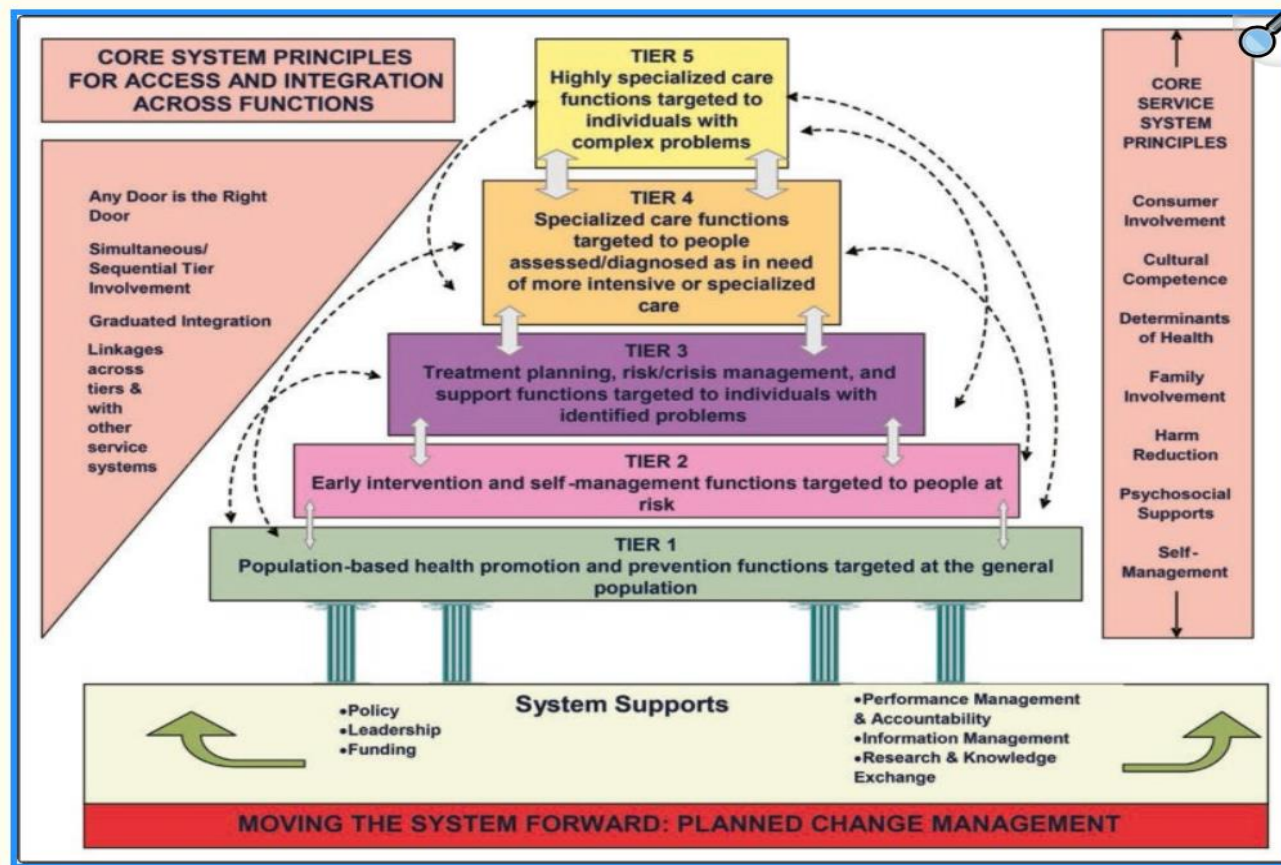 CORE SYSTEM PRINCIPLES
FOR ACCESS AND INTEGRATION
ACROSS FUNCTIONS
Any Door is the Right
Door
Simultaneous/
Sequential Tier
Involvement
Graduated Integration
Linkages
across
tiers &
with
other
service
systems
TIER 5
Highly specialized care
functions targeted to
individuals with
complex problems
TIER 4
Specialized care functions
targeted to people
assessed/diagnosed as in need
of more intensive or specialized
care
TIER 3
Treatment planning, risk/crisis management, and
support functions targeted to individuals with
identified problems
TIER 2
Early intervention and self-management functions targeted to people at
risk
TIER 1
Population-based health promotion and prevention functions targeted at the general
population
CORE
SERVICE
SYSTEM
PRINCIPLES
Consumer
Involvement
Cultural
Competence
Determinants
of Health
Family
Involvement
Harm
Reduction
Psychosocial
Supports
Self-
Management
System Supports
•Policy
•Leadership
•Funding
•Performance Management
& Accountability
•Information Management
•Research & Knowledge
Exchange
MOVING THE SYSTEM FORWARD: PLANNED CHANGE MANAGEMENT